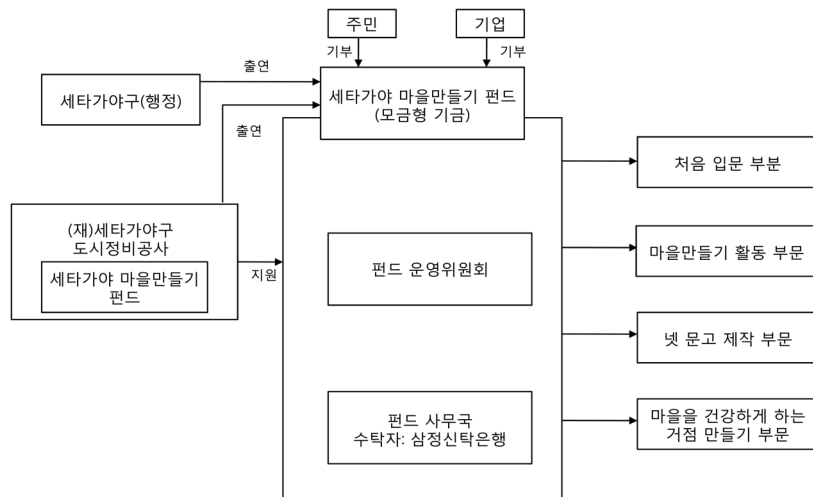 주민
기업
기부
기부
출연
세타가야구(행정)
세타가야 마을만들기 펀드
(모금형 기금)
출연
처음 입문 부분
(재)세타가야구
도시정비공사
세타가야 마을만들기
펀드
지원
펀드 운영위원회
마을만들기 활동 부문
넷 문고 제작 부문
펀드 사무국
수탁자: 삼정신탁은행
마을을 건강하게 하는
거점 만들기 부문